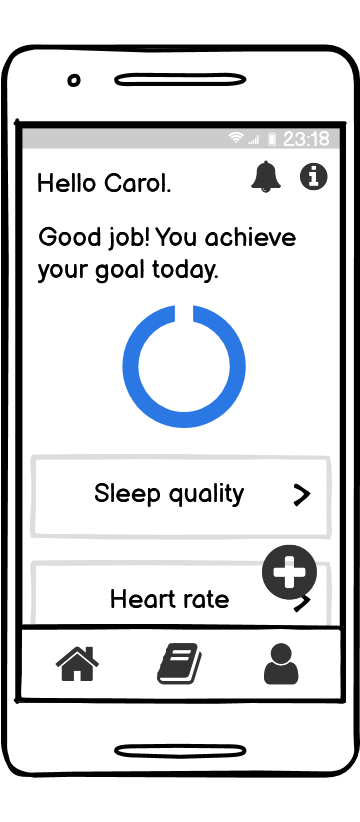 23:18
Hello Carol.
Good job! You achieve
your goal today.
Sleep quality
Heart rate